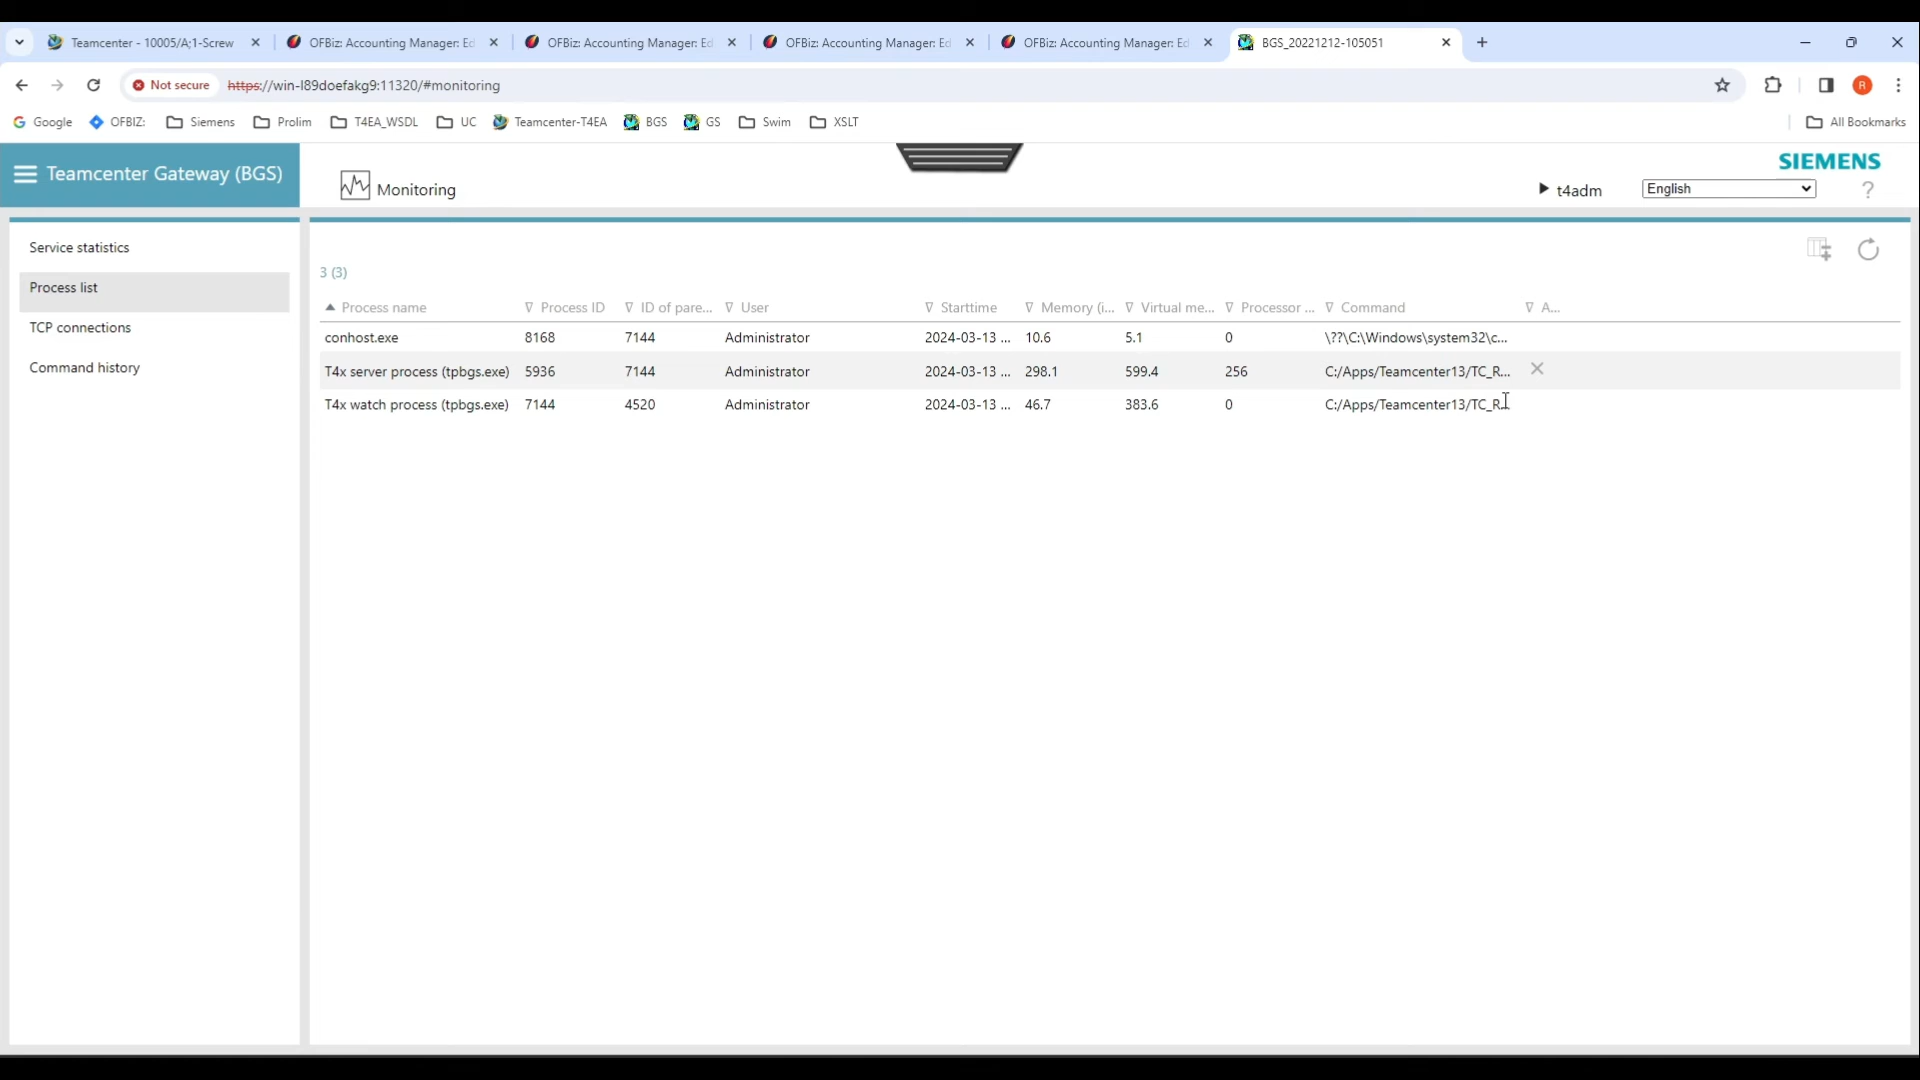 Teamcenter - 10005/A;1-Screw
OFBiz: Accounting Manager: Ed
OFBiz: Accounting Manager: Ed
OFBiz: Accounting Manager: Ed
OFBiz: Accounting Manager: Ed
BGS_20221212-105051
Not secure https://win-l89doefakg9:11320/#monitoring
R
Google OFBIZ: Siemens Prolim T4EA_WSDL UC Teamcenter-T4EA BGS GS Swim XSLT All Bookmarks
Teamcenter Gateway (BGS)
Monitoring
SIEMENS
t4adm English ?
Service statistics
Process list
TCP connections
Command history
3 (3)
Process name Process ID ID of pare... User Starttime Memory (i... Virtual me... Processor ... Command A...
conhost.exe 8168 7144 Administrator 2024-03-13 ... 10.6 5.1 0 \??\C:\Windows\system32\c...
T4x server process (tpbgs.exe) 5936 7144 Administrator 2024-03-13 ... 298.1 599.4 256 C:/Apps/Teamcenter13/TC_R...
T4x watch process (tpbgs.exe) 7144 4520 Administrator 2024-03-13 ... 46.7 383.6 0 C:/Apps/Teamcenter13/TC_R...